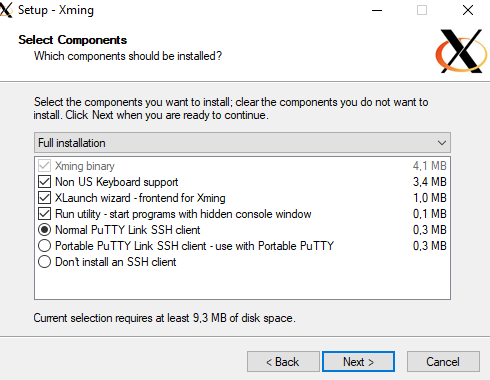 Setup - Xming
Select Components
Which components should be installed?
Select the components you want to install; clear the components you do not want to
install. Click Next when you are ready to continue.
Full installation
Xming binary 4,1 MB
Non US Keyboard support 3,4 MB
XLaunch wizard - frontend for Xming 1,0 MB
Run utility - start programs with hidden console window 0,1 MB
Normal PuTTY Link SSH client 0,3 MB
Portable PuTTY Link SSH client - use with Portable PuTTY 0,3 MB
Don't install an SSH client
Current selection requires at least 9,3 MB of disk space.
< Back Next > Cancel